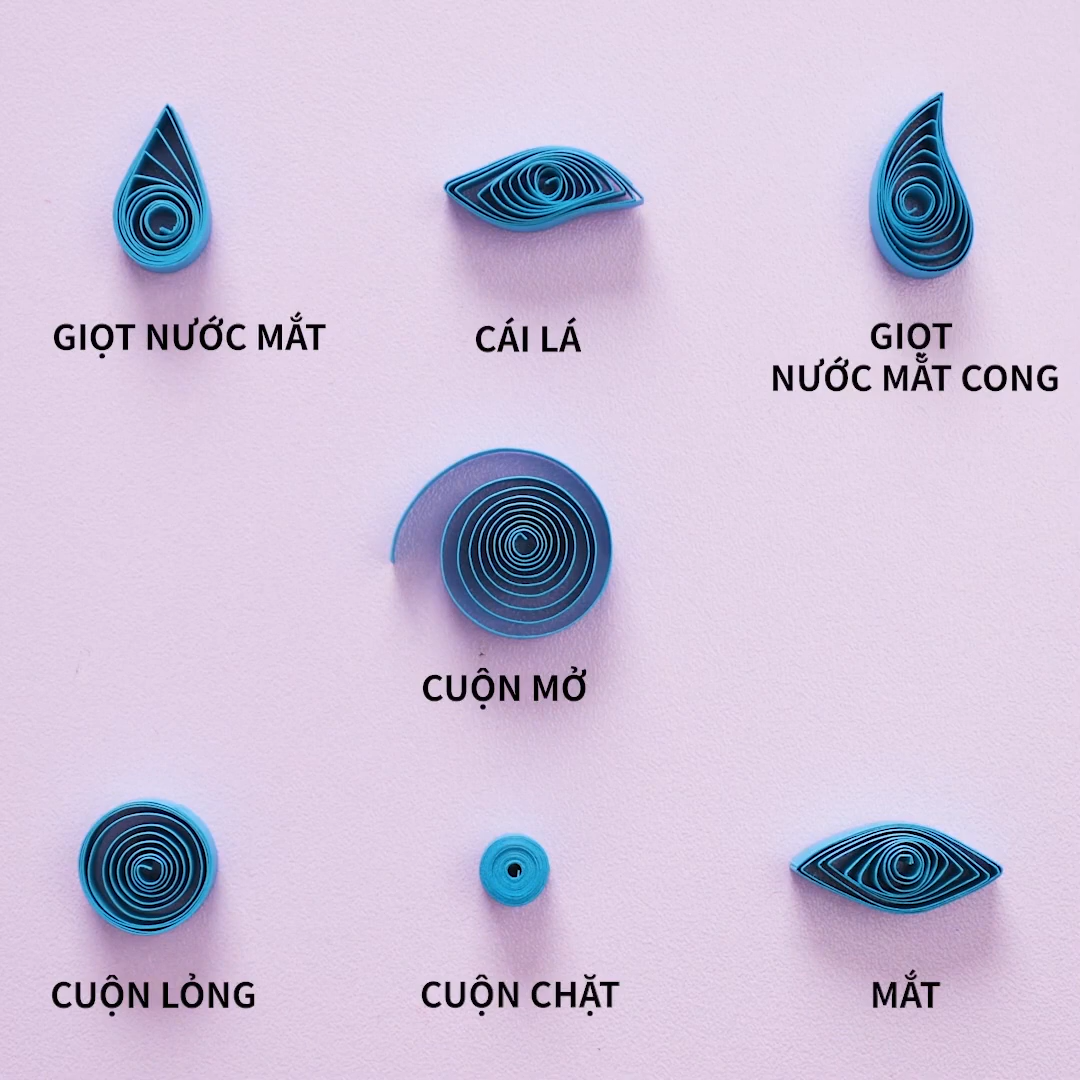 GIỌT NƯỚC MẮT
CÁI LÁ
GIỌT
NƯỚC MẮT CONG
CUỘN MỞ
CUỘN LỎNG
CUỘN CHẶT
MẮT